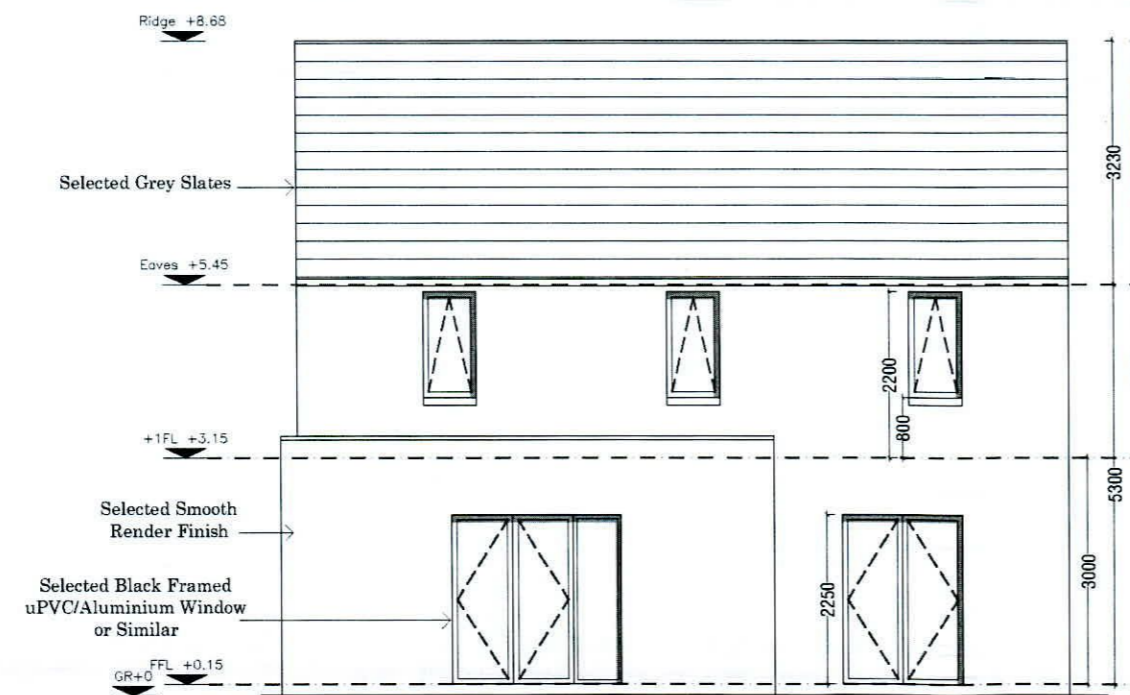 Ridge +8.68
3230
Selected Grey Slates
Eaves +5.45
2200
800
+1FL +3.15
5300
Selected Smooth
Render Finish
3000
2250
Selected Black Framed
uPVC/Aluminium Window
or Similar
FFL +0.15
GR+0